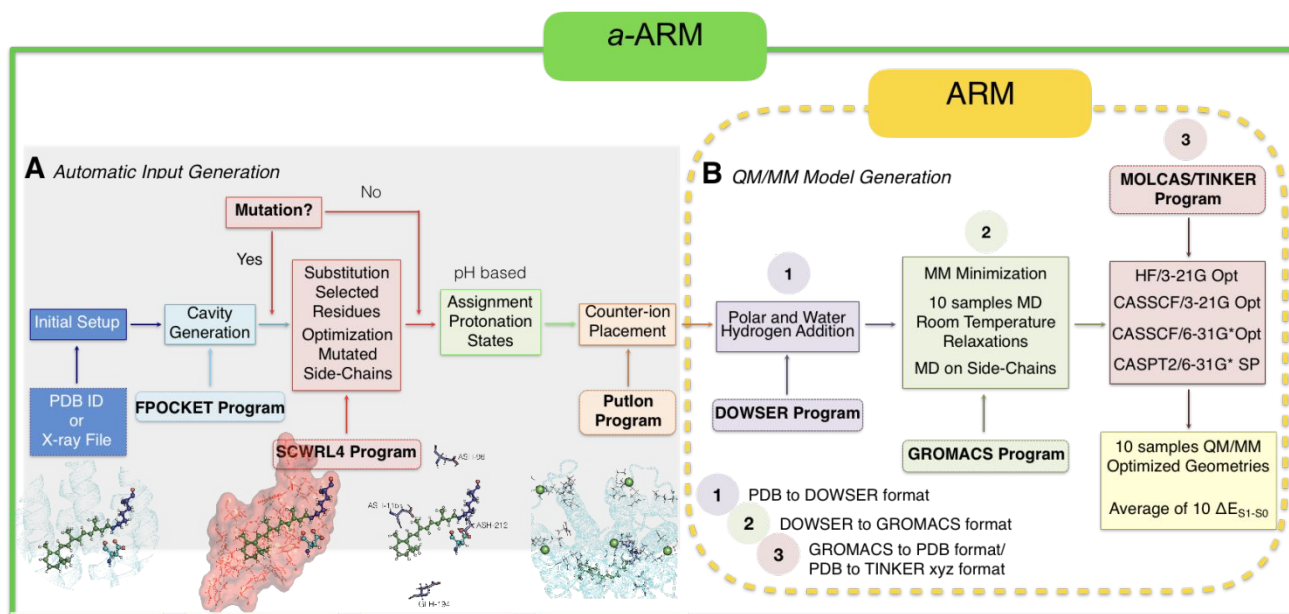 a-ARM
ARM
A Automatic Input Generation
Mutation?
No
Yes
Initial Setup
PDB ID
or
X-ray File
Cavity
Generation
FPOCKET Program
Substitution
Selected
Residues
Optimization
Mutated
Side-Chains
SCWRL4 Program
pH based
Assignment
Protonation
States
Counter-ion
Placement
PutIon
Program
ASH-96
ASH-212
GLH-194
B QM/MM Model Generation
1
Polar and Water
Hydrogen Addition
DOWSER Program
2
MM Minimization
10 samples MD
Room Temperature
Relaxations
MD on Side-Chains
GROMACS Program
3
MOLCAS/TINKER
Program
HF/3-21G Opt
CASSCF/3-21G Opt
CASSCF/6-31G*Opt
CASPT2/6-31G* SP
10 samples QM/MM
Optimized Geometries
Average of 10 ΔES1-S0
1 PDB to DOWSER format
2 DOWSER to GROMACS format
3 GROMACS to PDB format/
PDB to TINKER xyz format